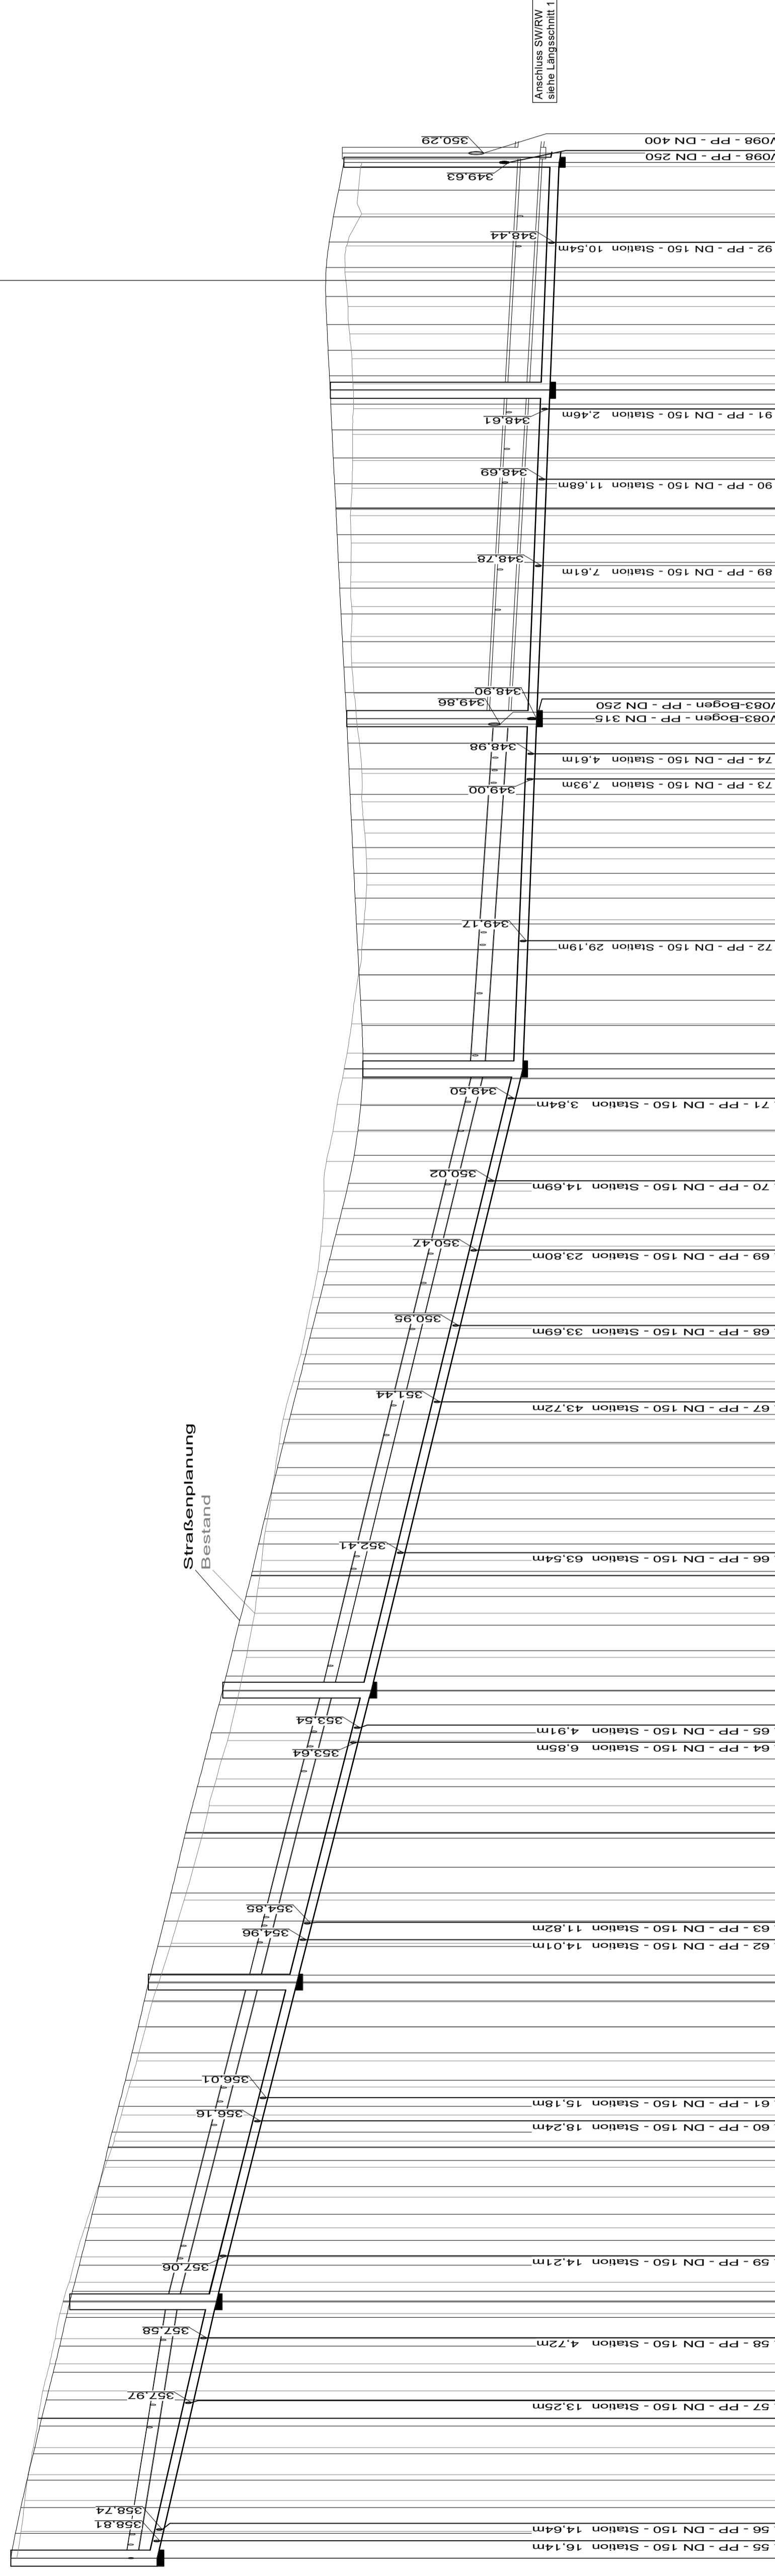 Anschluss SW/RW
siehe Längsschnitt 1
350.29
V098 - PP - DN 400
V098 - PP - DN 250
349.63
348.44
92 - PP - DN 150 - Station 10,54m
91 - PP - DN 150 - Station 2,46m
348.61
348.69
90 - PP - DN 150 - Station 11,68m
348.78
89 - PP - DN 150 - Station 7,61m
348.90
349.86
V083-Bogen - PP - DN 250
V083-Bogen - PP - DN 315
348.98
74 - PP - DN 150 - Station 4,61m
73 - PP - DN 150 - Station 7,93m
349.00
349.17
72 - PP - DN 150 - Station 29,19m
349.50
71 - PP - DN 150 - Station 3,84m
350.02
70 - PP - DN 150 - Station 14,69m
350.47
69 - PP - DN 150 - Station 23,80m
350.95
68 - PP - DN 150 - Station 33,69m
351.44
67 - PP - DN 150 - Station 43,72m
Straßenplanung
Bestand
352.41
66 - PP - DN 150 - Station 63,54m
353.54
65 - PP - DN 150 - Station 4,91m
353.64
64 - PP - DN 150 - Station 6,85m
354.85
63 - PP - DN 150 - Station 11,82m
354.96
62 - PP - DN 150 - Station 14,01m
356.01
61 - PP - DN 150 - Station 15,18m
356.16
60 - PP - DN 150 - Station 18,24m
357.06
59 - PP - DN 150 - Station 14,21m
357.58
58 - PP - DN 150 - Station 4,72m
357.97
57 - PP - DN 150 - Station 13,25m
358.74
358.81
56 - PP - DN 150 - Station 14,64m
55 - PP - DN 150 - Station 16,14m